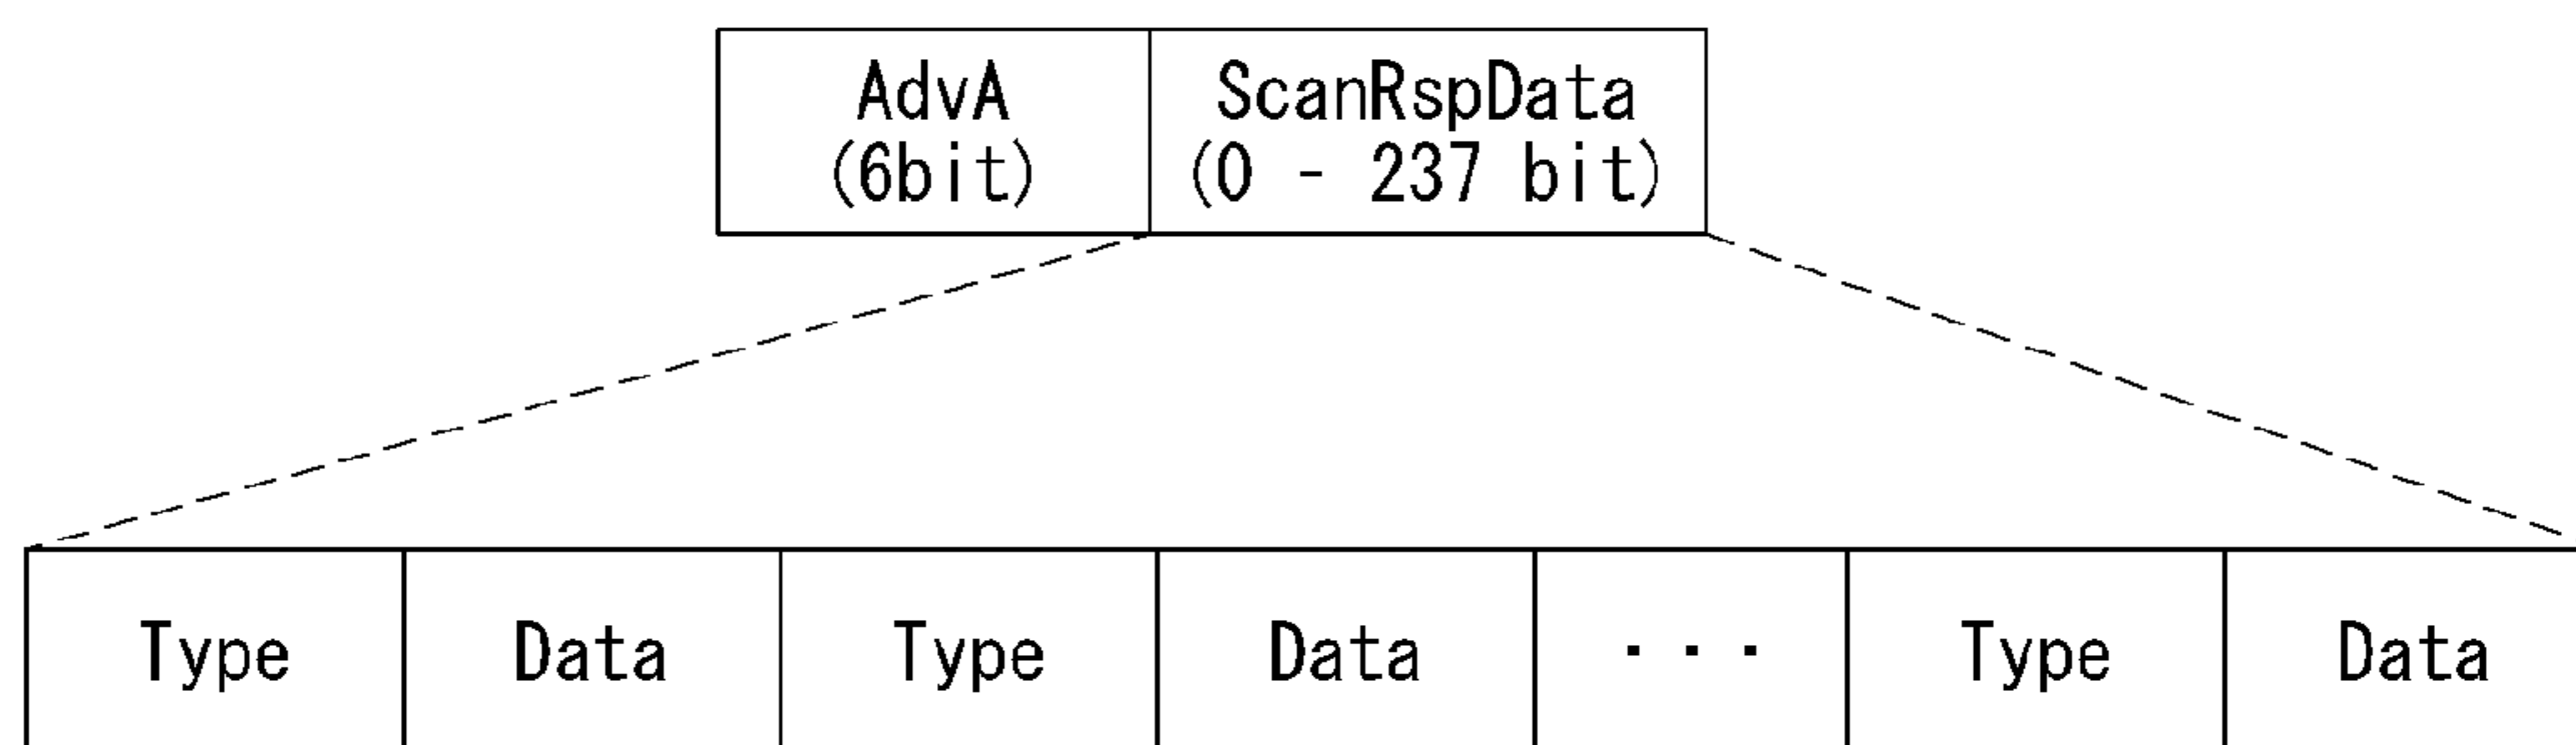 AdvA
(6bit)
ScanRspData
(0 - 237 bit)
Type Data Type Data ・・・ Type Data